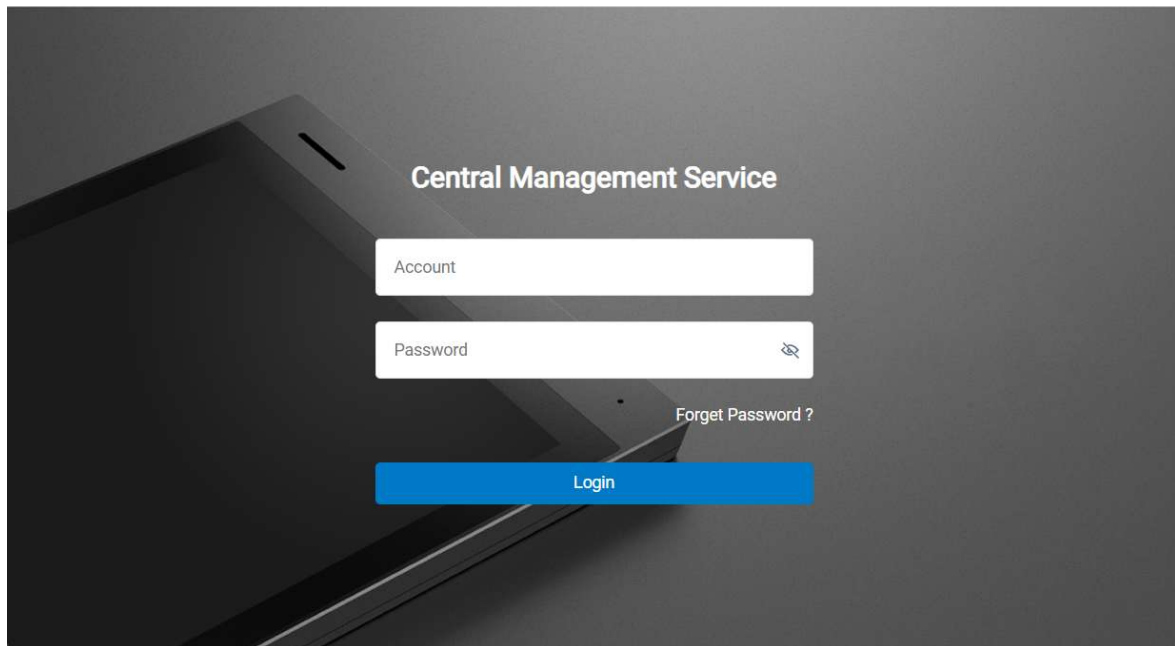 Central Management Service
Account
Password
Forget Password ?
Login